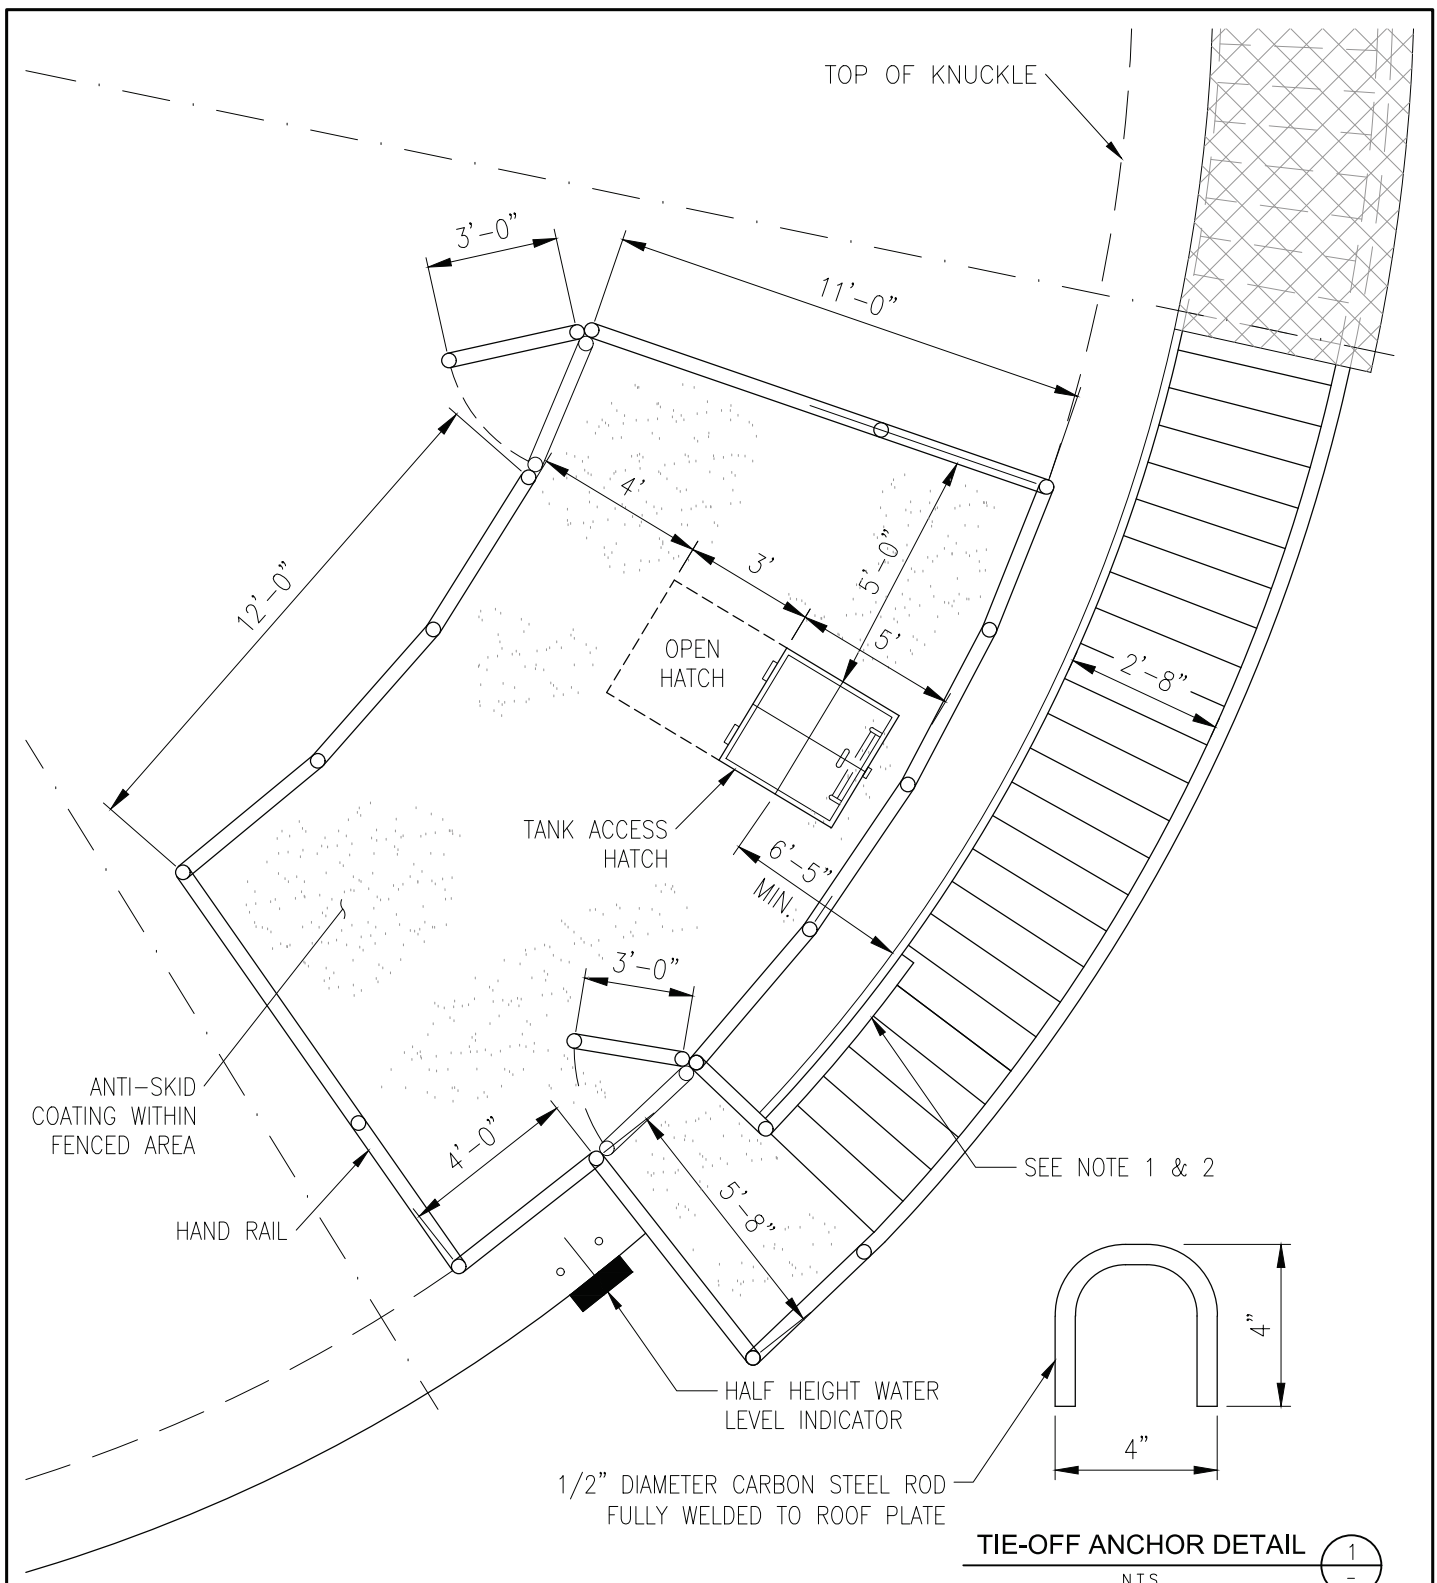 TOP OF KNUCKLE
3'-0"
11'-0"
4'
3'
5'-0"
5'
12'-0"
OPEN
HATCH
2'-8"
TANK ACCESS
HATCH
6'-5"
MIN.
3'-0"
ANTI-SKID
COATING WITHIN
FENCED AREA
4'-0"
SEE NOTE 1 & 2
5'-8"
HAND RAIL
4"
HALF HEIGHT WATER
LEVEL INDICATOR
4"
1/2" DIAMETER CARBON STEEL ROD
FULLY WELDED TO ROOF PLATE
TIE-OFF ANCHOR DETAIL
1
N.T.S.